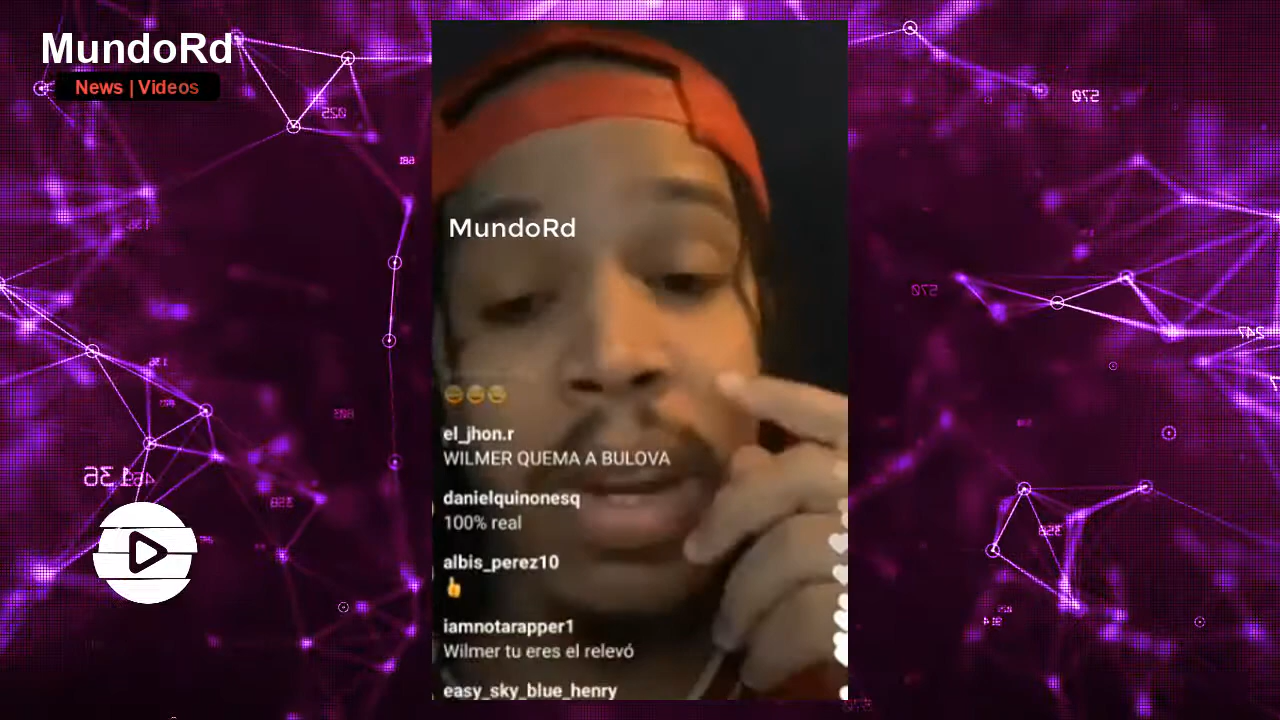 MundoRd
News | Videos
MundoRd
el_jhon.r
WILMER QUEMA A BULOVA
danielquinonesq
100% real
albis_perez10
iamnotarapper1
Wilmer tu eres el relevó
easy_sky_blue_henry